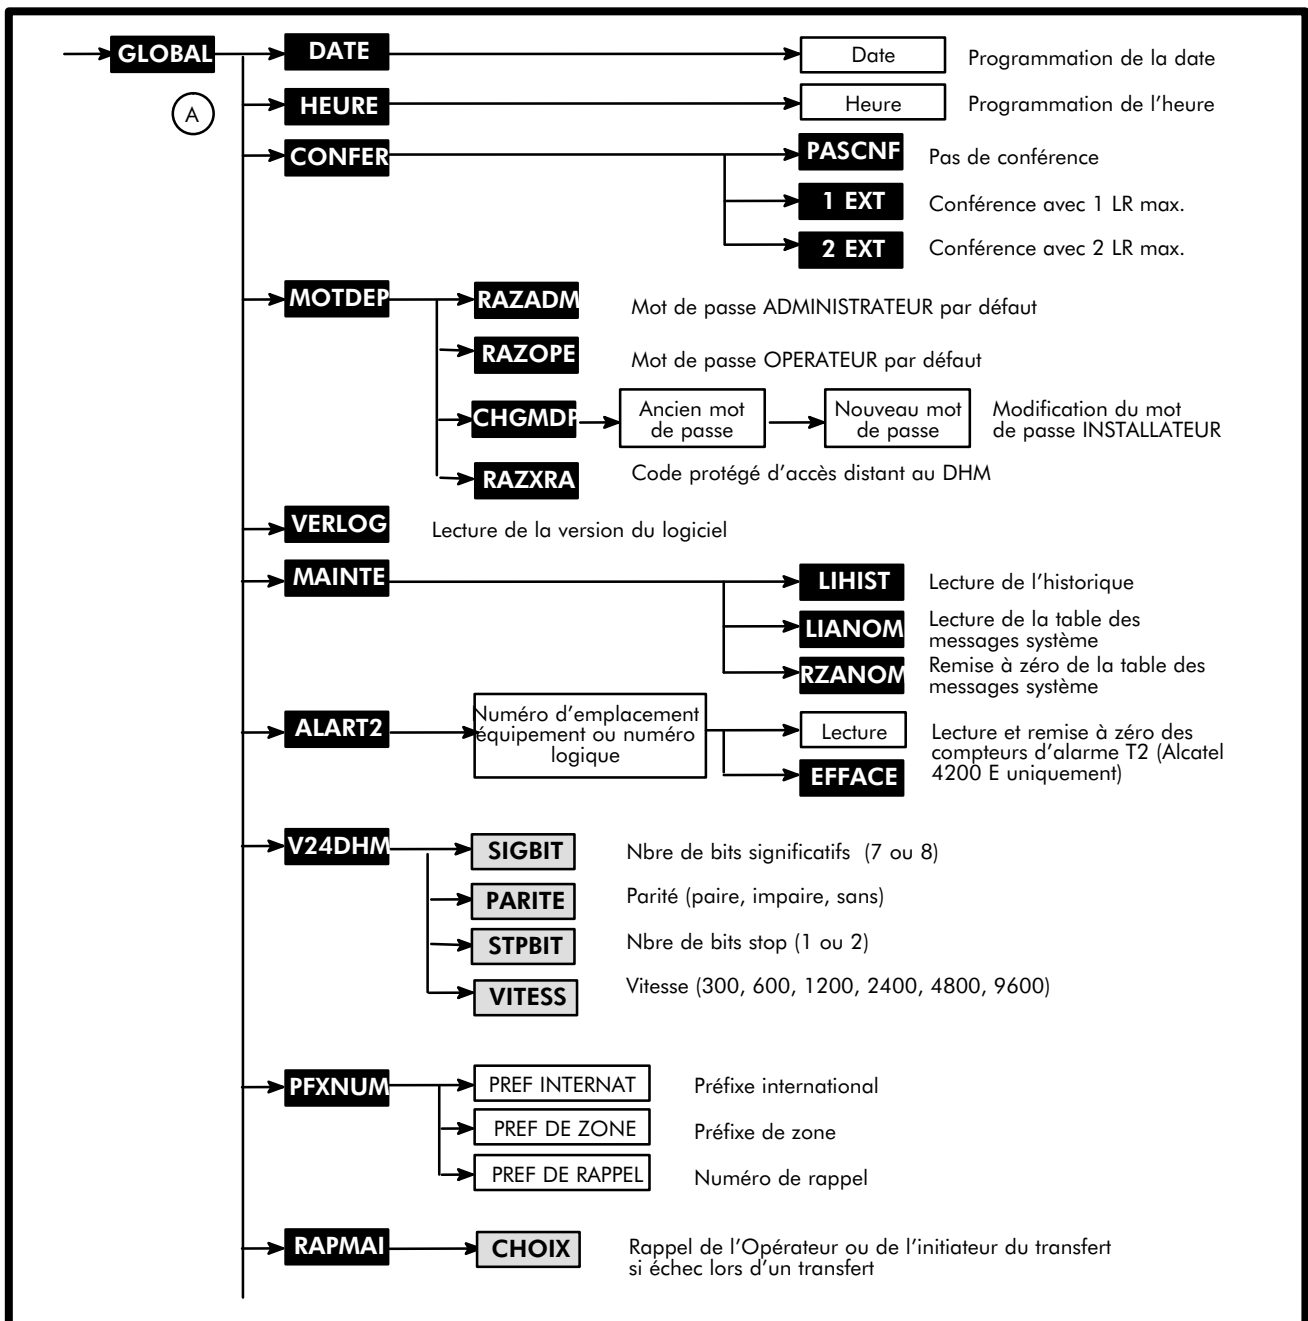 GLOBAL
DATE
Date
Programmation de la date
A
HEURE
Heure
Programmation de l'heure
CONFER
PASCNF
Pas de conférence
1 EXT
Conférence avec 1 LR max.
2 EXT
Conférence avec 2 LR max.
MOTDEP
RAZADM
Mot de passe ADMINISTRATEUR par défaut
RAZOPE
Mot de passe OPERATEUR par défaut
CHGMDP
Ancien mot
de passe
Nouveau mot
de passe
Modification du mot
de passe INSTALLATEUR
RAZXRA
Code protégé d'accès distant au DHM
VERLOG
Lecture de la version du logiciel
MAINTE
LIHIST
Lecture de l'historique
LIANOM
Lecture de la table des
messages système
RZANOM
Remise à zéro de la table des
messages système
ALART2
Numéro d'emplacement
équipement ou numéro
logique
Lecture
EFFACE
Lecture et remise à zéro des
compteurs d'alarme T2 (Alcatel
4200 E uniquement)
V24DHM
SIGBIT
Nbre de bits significatifs (7 ou 8)
PARITE
Parité (paire, impaire, sans)
STPBIT
Nbre de bits stop (1 ou 2)
VITESS
Vitesse (300, 600, 1200, 2400, 4800, 9600)
PFXNUM
PREF INTERNAT
Préfixe international
PREF DE ZONE
Préfixe de zone
PREF DE RAPPEL
Numéro de rappel
RAPMAI
CHOIX
Rappel de l'Opérateur ou de l'initiateur du transfert
si échec lors d'un transfert